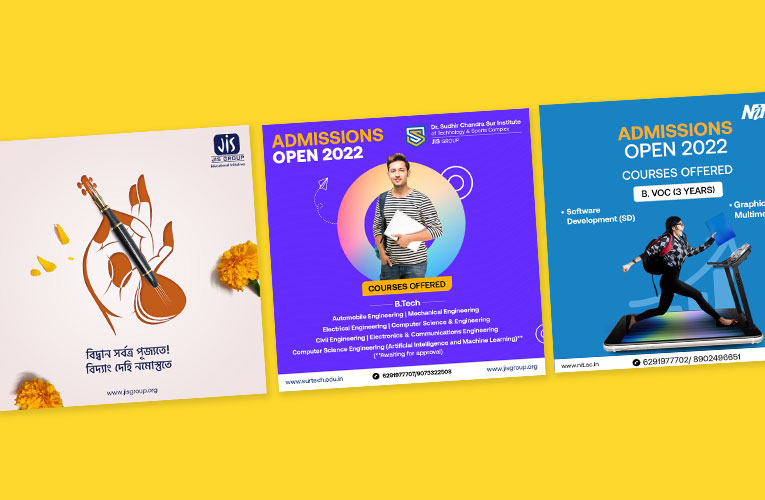 JIS
JIS GROUP
Educational Initiatives
বিদ্বান সর্বত্র পূজ্যতে!
বিদ্যাং দেহি নমোস্তুতে
www.jisgroup.org
ADMISSIONS
OPEN 2022
Dr. Sudhir Chandra Sur Institute
of Technology & Sports Complex
JIS GROUP
COURSES OFFERED
B.Tech
Automobile Engineering | Mechanical Engineering
Electrical Engineering | Computer Science & Engineering
Civil Engineering | Electronics & Communications Engineering
Computer Science Engineering (Artificial Intelligence and Machine Learning)**
(**Awaiting for approval)
www.surtech.edu.in
6291977707/9073322503
www.jisgroup.org
ADMISSIONS
OPEN 2022
COURSES OFFERED
B. VOC (3 YEARS)
• Software
Development (SD)
• Graphic
Multime
www.nit.ac.in
6291977702/ 8902496651